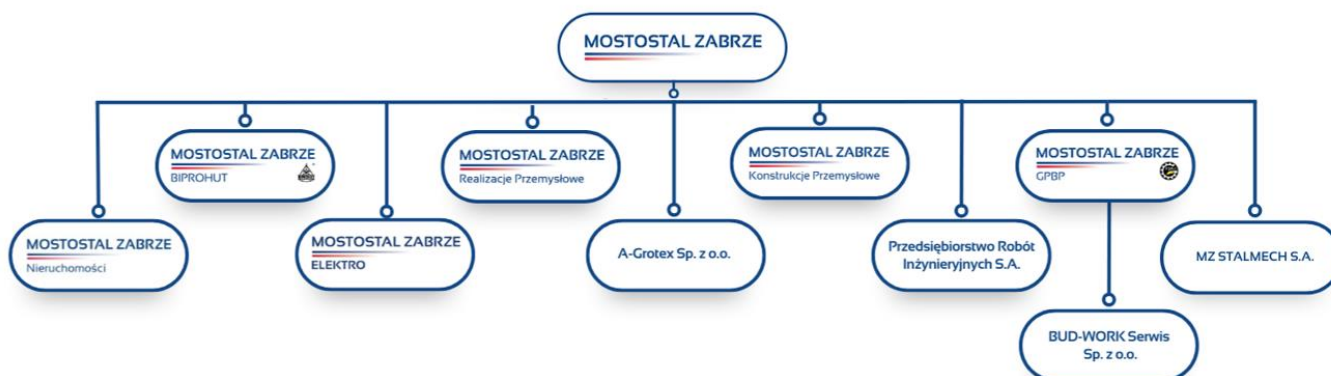 MOSTOSTAL ZABRZE
MOSTOSTAL ZABRZE
BIPROHUT
MOSTOSTAL ZABRZE
Realizacje Przemysłowe
MOSTOSTAL ZABRZE
Konstrukcje Przemysłowe
MOSTOSTAL ZABRZE
GPBP
MOSTOSTAL ZABRZE
Nieruchomości
MOSTOSTAL ZABRZE
ELEKTRO
A-Grotex Sp. z o.o.
Przedsiębiorstwo Robót
Inżynieryjnych S.A.
MZ STALMECH S.A.
BUD-WORK Serwis
Sp. z o.o.